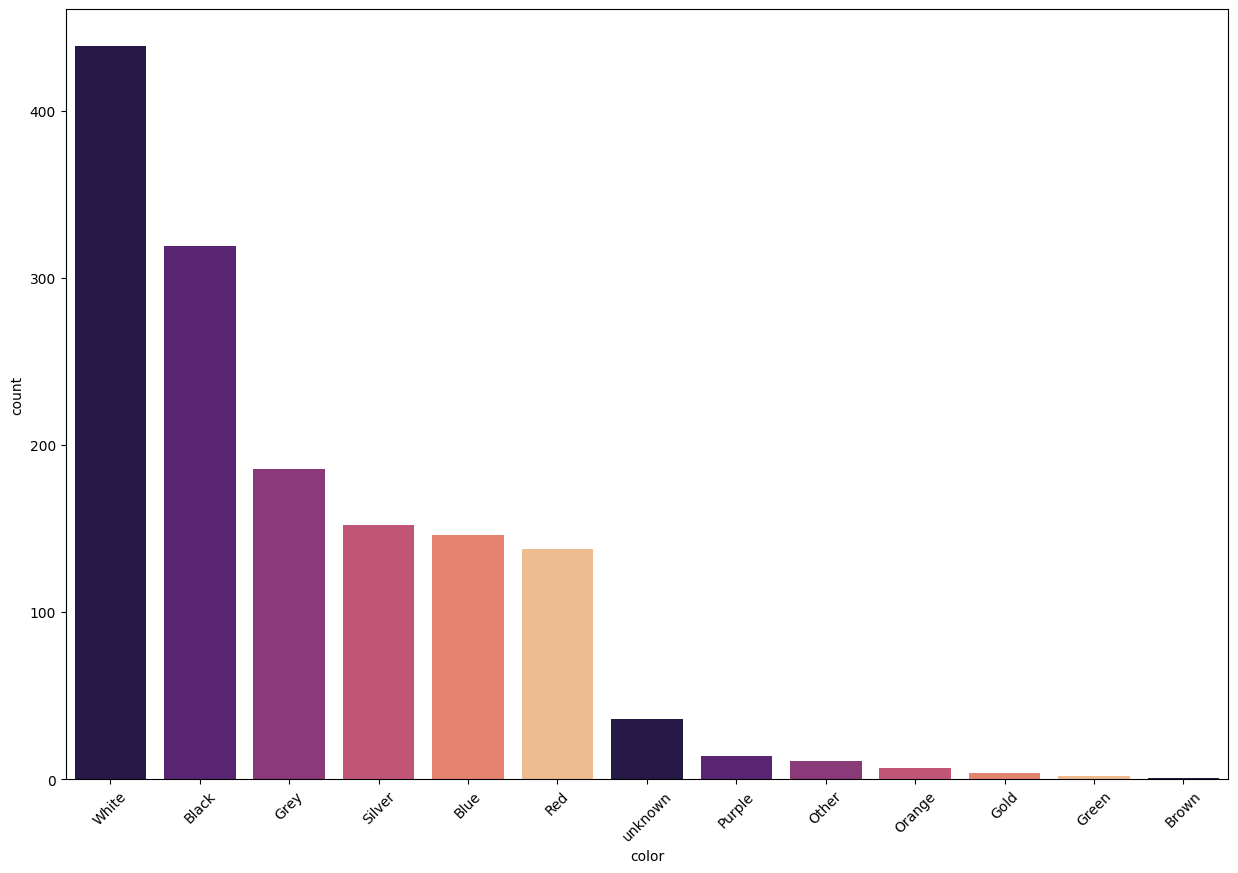 400
300
200
100
0
count
White
Black
Grey
Silver
Blue
Red
unknown
Purple
Other
Orange
Gold
Green
Brown
color